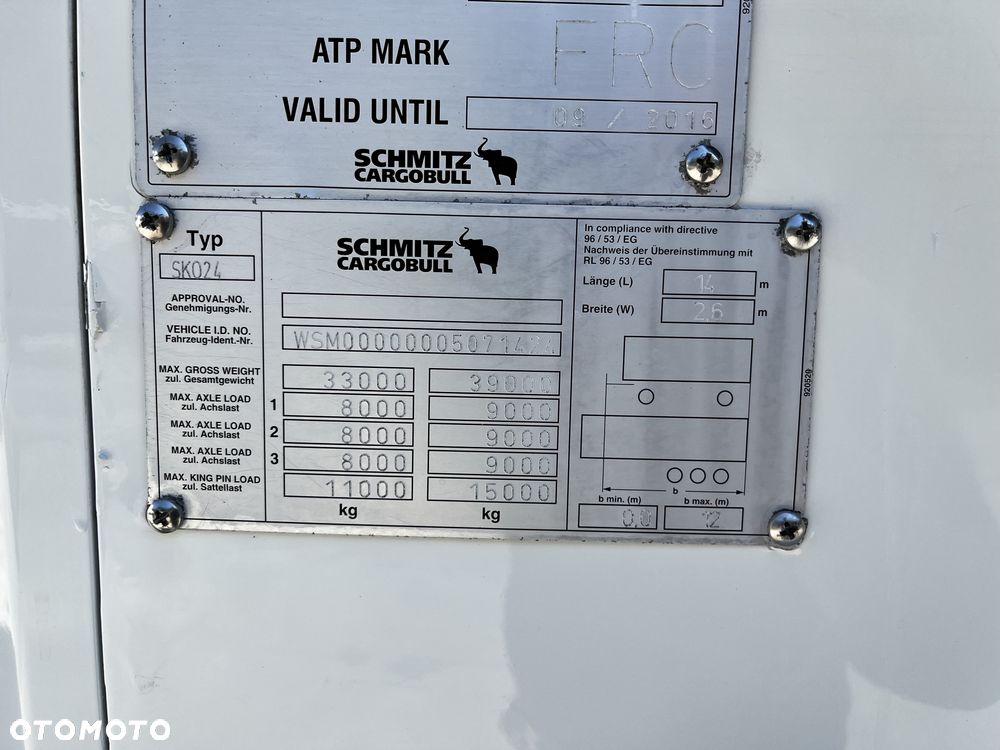 ATP MARK FRC
VALID UNTIL 09 / 2016
SCHMITZ
CARGOBULL
Typ
SKO24
SCHMITZ
CARGOBULL
In compliance with directive
96 / 53 / EG
Nachweis der Übereinstimmung mit
RL 96 / 53 / EG
Länge (L) 14 m
Breite (W) 2,6 m
APPROVAL-NO.
Genehmigungs-Nr.
VEHICLE I.D. NO.
Fahrzeug-Ident.-Nr.
MAX. GROSS WEIGHT
zul. Gesamtgewicht
33000 39000
MAX. AXLE LOAD
zul. Achslast
1 8000 9000
MAX. AXLE LOAD
zul. Achslast
2 8000 9000
MAX. AXLE LOAD
zul. Achslast
3 8000 9000
MAX. KING PIN LOAD
zul. Sattellast
11000 15000
kg kg
b
b min. (m) b max. (m)
0,0 12
920520
OTOMOTO